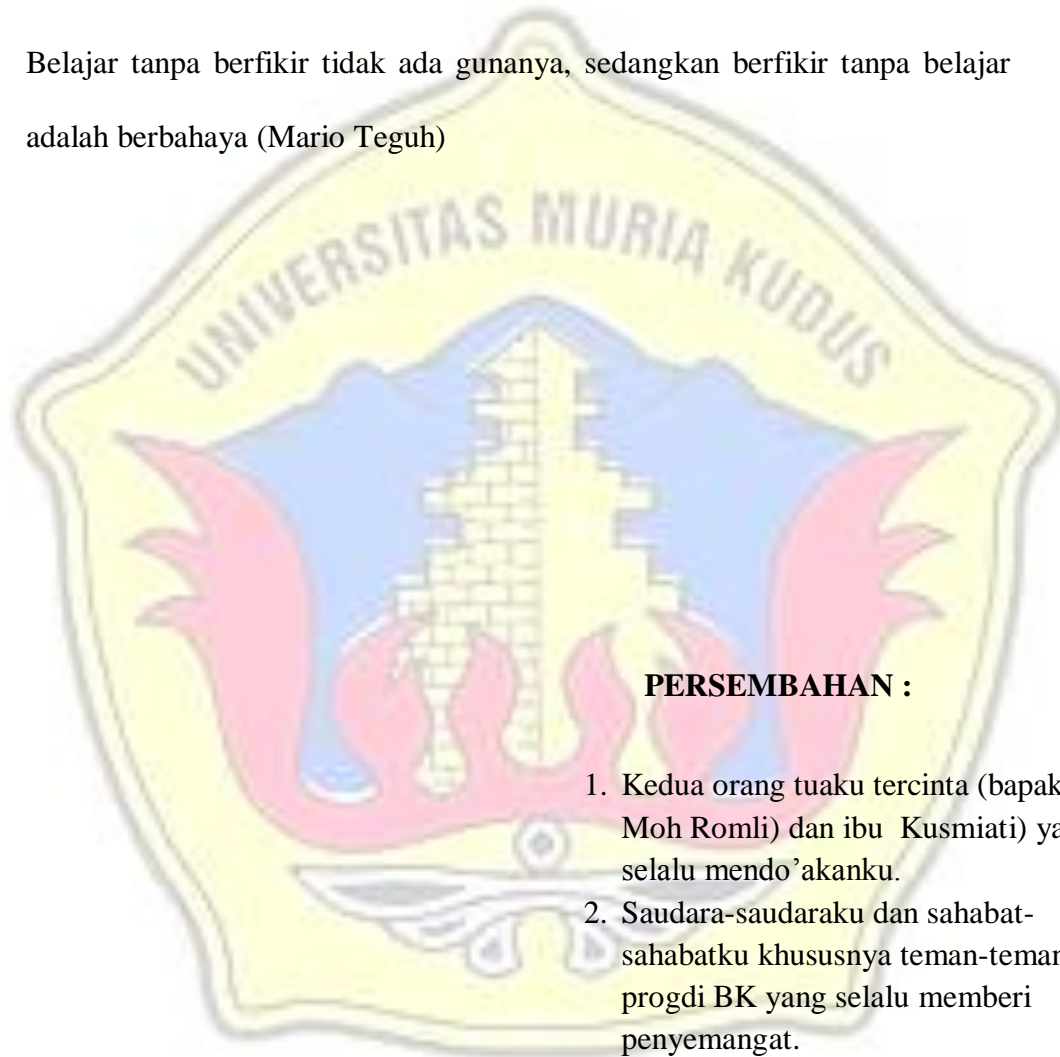 Belajar tanpa berfikir tidak ada gunanya, sedangkan berfikir tanpa belajar
adalah berbahaya (Mario Teguh)
UNIVERSITAS MURIA KUDUS
PERSEMBAHAN :
1. Kedua orang tuaku tercinta (bapak
Moh Romli) dan ibu Kusmiati) ya
selalu mendo’akanku.
2. Saudara-saudaraku dan sahabat-
sahabatku khususnya teman-teman
progdi BK yang selalu memberi
penyemangat.